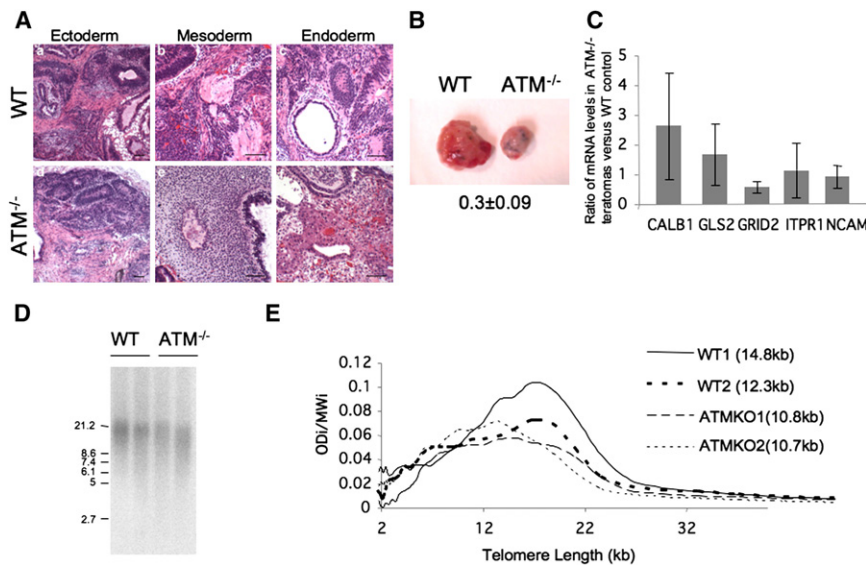 A
Ectoderm Mesoderm Endoderm
WT
a b c
ATM-/-
d e
B
WT ATM-/-
0.3±0.09
C
Ratio of mRNA levels in ATM-/-
teratomas versus WT control
5
4
3
2
1
0
CALB1 GLS2 GRID2 ITPR1 NCAM
D
WT ATM-/-
21.2
8.6
7.4
6.1
5
2.7
E
ODi/MWi
0.12
0.1
0.08
0.06
0.04
0.02
0
2 12 22 32
Telomere Length (kb)
WT1 (14.8kb)
WT2 (12.3kb)
ATMKO1(10.8kb)
ATMKO2(10.7kb)